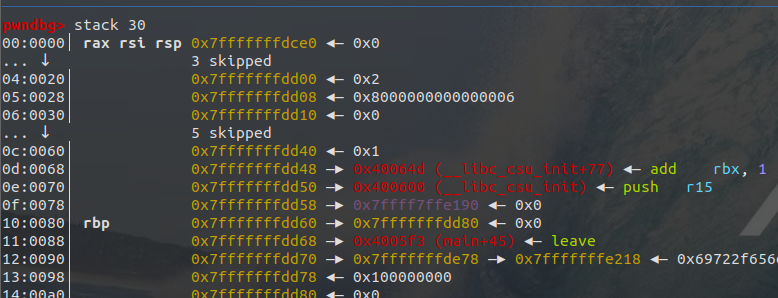 pwndbg> stack 30
00:0000│ rax rsi rsp 0x7fffffffdce0 ◂— 0x0
... ↓ 3 skipped
04:0020│ 0x7fffffffdd00 ◂— 0x2
05:0028│ 0x7fffffffdd08 ◂— 0x8000000000000006
06:0030│ 0x7fffffffdd10 ◂— 0x0
... ↓ 5 skipped
0c:0060│ 0x7fffffffdd40 ◂— 0x1
0d:0068│ 0x7fffffffdd48 —▸ 0x40064d (__libc_csu_init+77) ◂— add rbx, 1
0e:0070│ 0x7fffffffdd50 —▸ 0x400600 (__libc_csu_init) ◂— push r15
0f:0078│ 0x7fffffffdd58 —▸ 0x7ffff7ffe190 ◂— 0x0
10:0080│ rbp 0x7fffffffdd60 —▸ 0x7fffffffdd80 ◂— 0x0
11:0088│ 0x7fffffffdd68 —▸ 0x4005f3 (main+45) ◂— leave
12:0090│ 0x7fffffffdd70 —▸ 0x7fffffffde78 —▸ 0x7fffffffe218 ◂—
13:0098│ 0x7fffffffdd78 ◂— 0x100000000
14:00a0│ 0x7fffffffdd80 ◂— 0x0